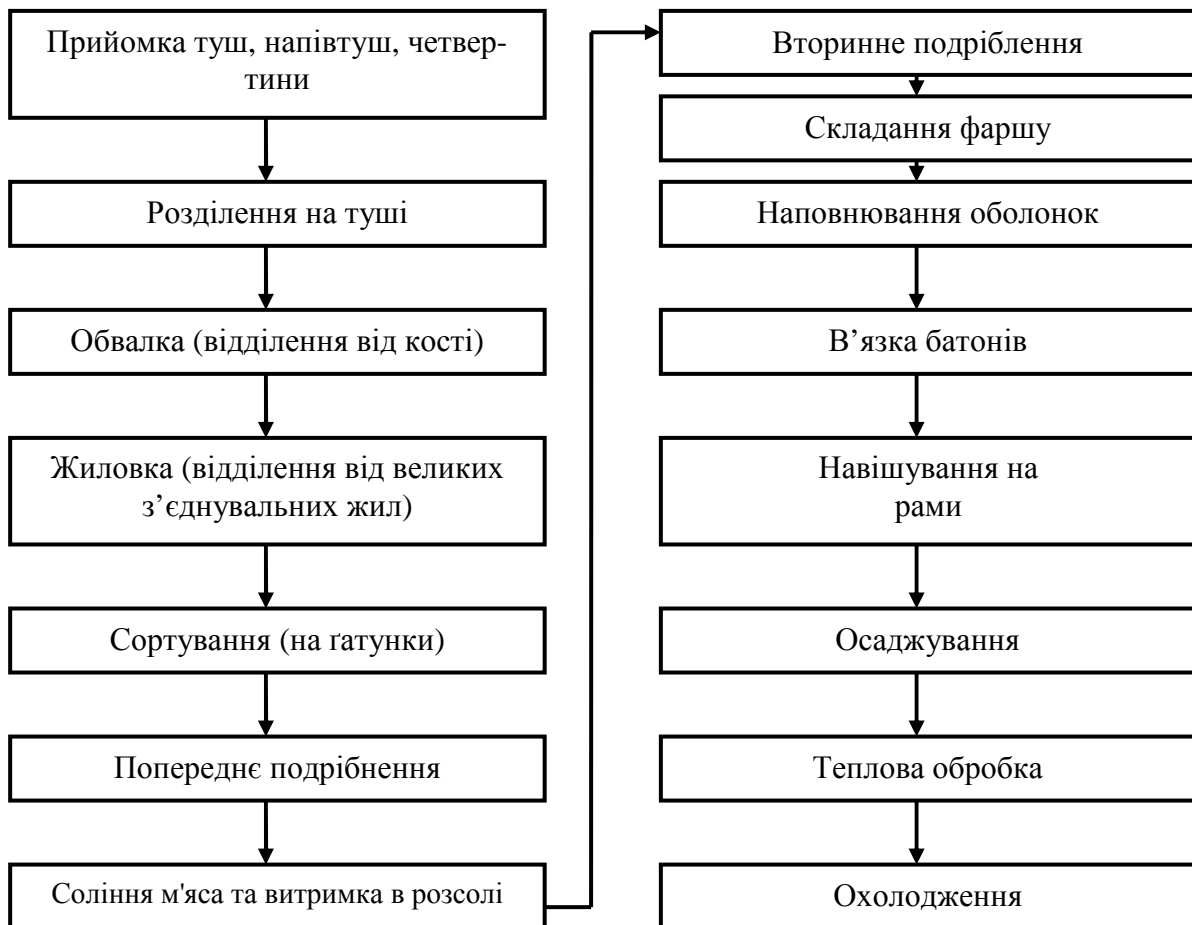 Прийомка туш, напівтуш, четвер-
тини
Розділення на туші
Обвалка (відділення від кості)
Жиловка (відділення від великих
з’єднувальних жил)
Сортування (на ґатунки)
Попереднє подрібнення
Соління м'яса та витримка в розсолі
Вторинне подріблення
Складання фаршу
Наповнювання оболонок
В’язка батонів
Навішування на
рами
Осаджування
Теплова обробка
Охолодження